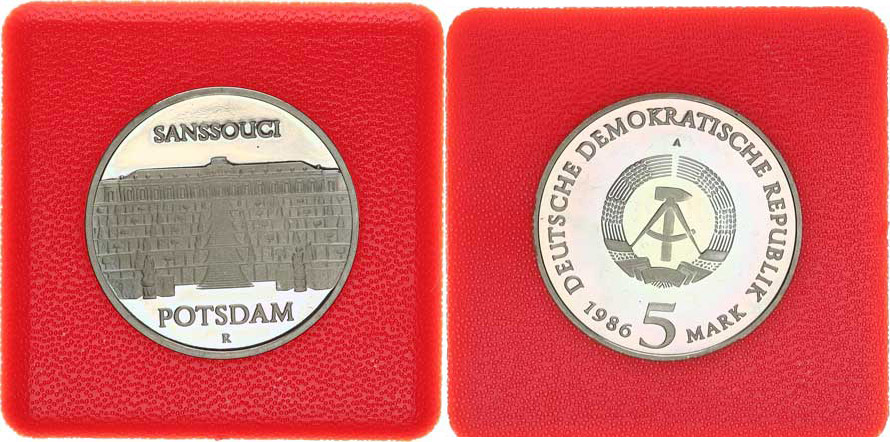 SANSSOUCI
POTSDAM
R
A
DEUTSCHE DEMOKRATISCHE REPUBLIK
1986 5 MARK